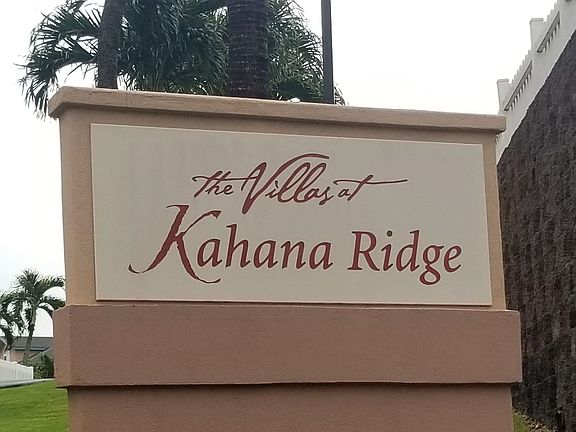 the Villas at
Kahana Ridge